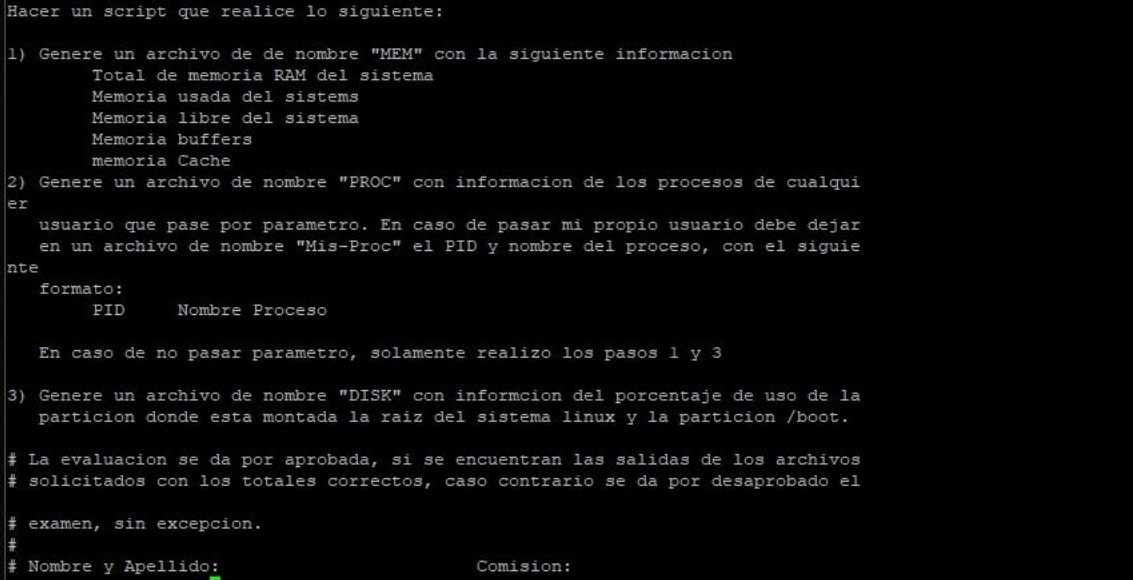 Hacer un script que realice lo siguiente:
1) Genere un archivo de de nombre "MEM" con la siguiente informacion
Total de memoria RAM del sistema
Memoria usada del sistems
Memoria libre del sistema
Memoria buffers
memoria Cache
2) Genere un archivo de nombre "PROC" con informacion de los procesos de cualqui
er
usuario que pase por parametro. En caso de pasar mi propio usuario debe dejar
en un archivo de nombre "Mis-Proc" el PID y nombre del proceso, con el siguie
nte
formato:
PID     Nombre Proceso
En caso de no pasar parametro, solamente realizo los pasos 1 y 3
3) Genere un archivo de nombre "DISK" con informcion del porcentaje de uso de la
particion donde esta montada la raiz del sistema linux y la particion /boot.
# La evaluacion se da por aprobada, si se encuentran las salidas de los archivos
# solicitados con los totales correctos, caso contrario se da por desaprobado el
# examen, sin excepcion.
#
# Nombre y Apellido:                        Comision: